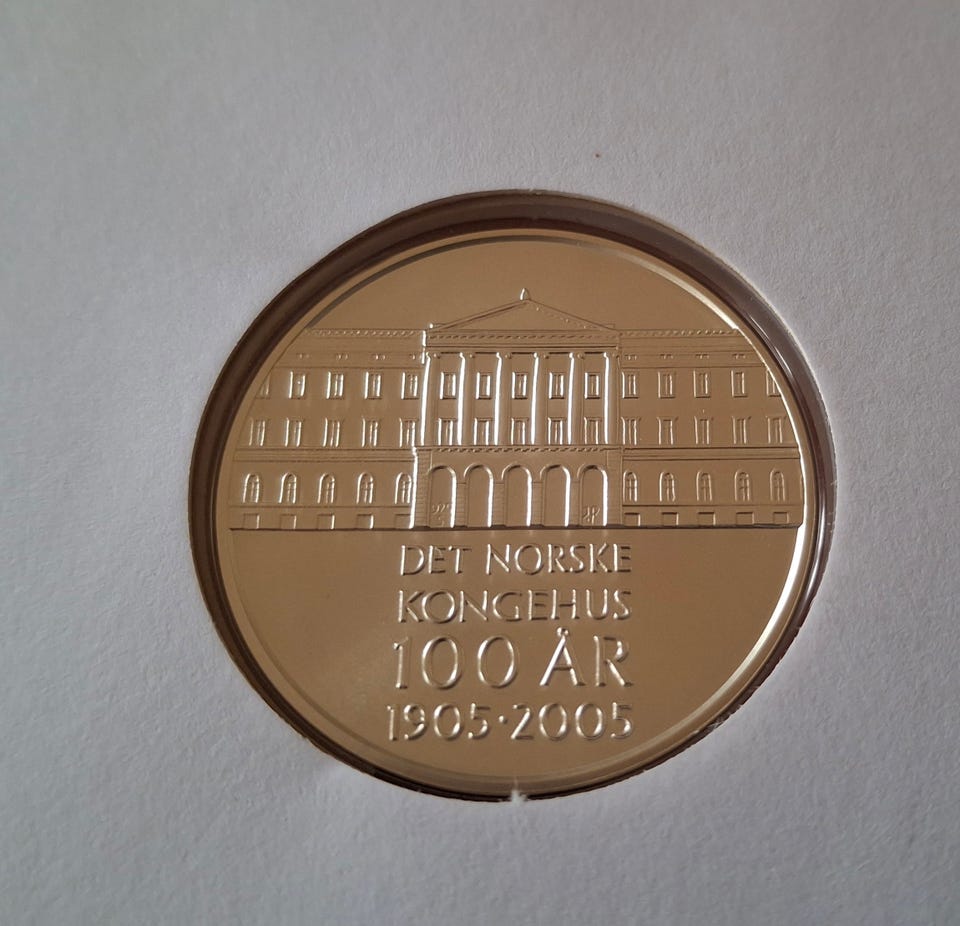 DET NORSKE
KONGEHUS
100 ÅR
1905·2005